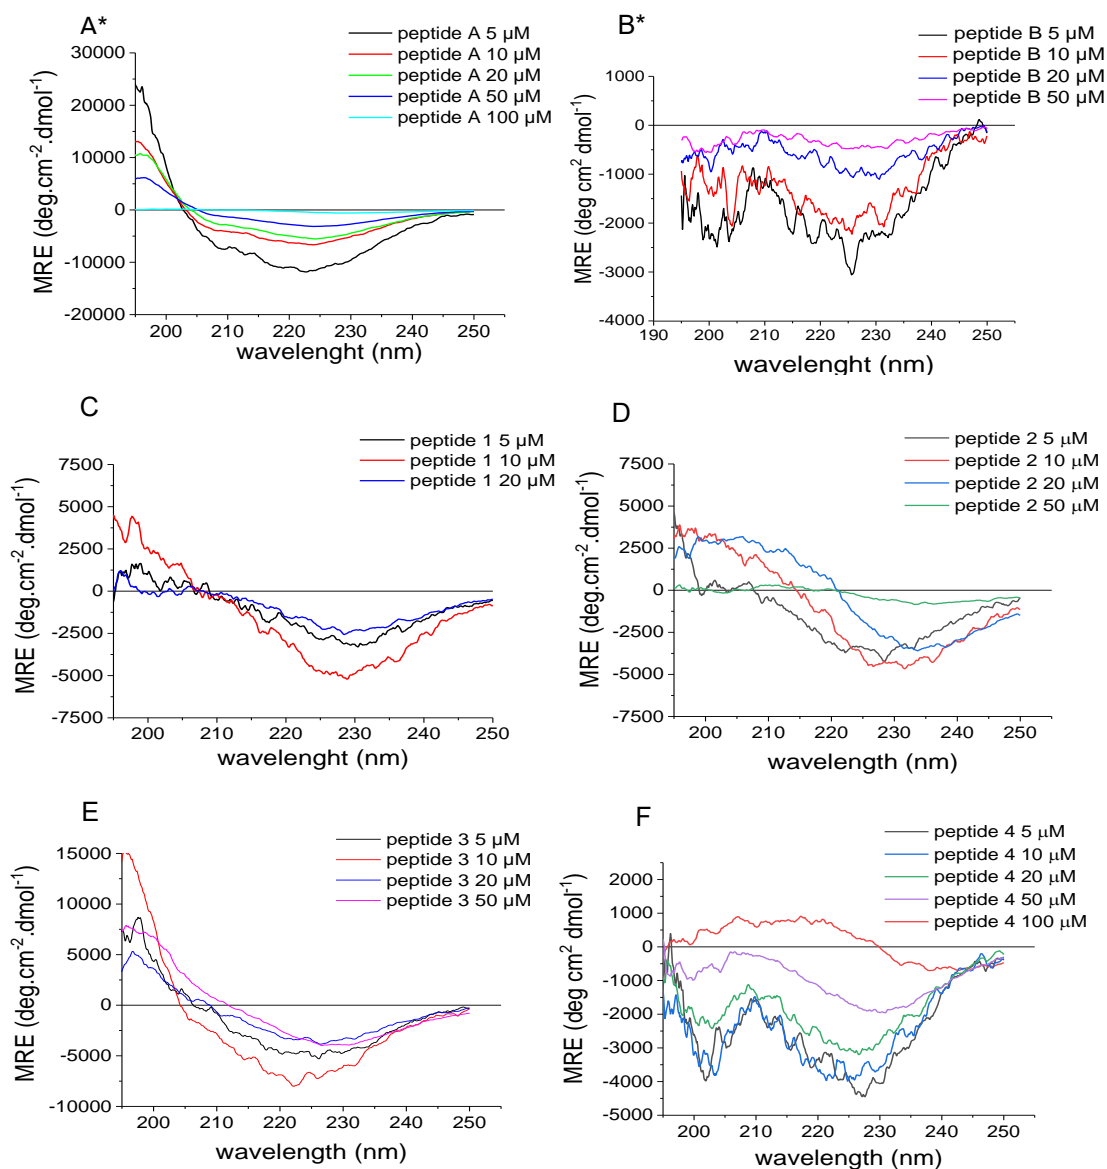 A*
peptide A 5 µM
peptide A 10 µM
peptide A 20 µM
peptide A 50 µM
peptide A 100 µM
30000
20000
10000
0
-10000
-20000
MRE (deg.cm⁻².dmol⁻¹)
200 210 220 230 240 250
wavelenght (nm)
B*
peptide B 5 µM
peptide B 10 µM
peptide B 20 µM
peptide B 50 µM
1000
0
-1000
-2000
-3000
-4000
MRE (deg cm² dmol⁻¹)
190 200 210 220 230 240 250
wavelenght (nm)
C
peptide 1 5 µM
peptide 1 10 µM
peptide 1 20 µM
7500
5000
2500
0
-2500
-5000
-7500
MRE (deg.cm⁻².dmol⁻¹)
200 210 220 230 240 250
wavelenght (nm)
D
peptide 2 5 µM
peptide 2 10 µM
peptide 2 20 µM
peptide 2 50 µM
7500
5000
2500
0
-2500
-5000
-7500
MRE (deg.cm⁻².dmol⁻¹)
200 210 220 230 240 250
wavelength (nm)
E
peptide 3 5 µM
peptide 3 10 µM
peptide 3 20 µM
peptide 3 50 µM
15000
10000
5000
0
-5000
-10000
MRE (deg.cm⁻².dmol⁻¹)
200 210 220 230 240 250
wavelength (nm)
F
peptide 4 5 µM
peptide 4 10 µM
peptide 4 20 µM
peptide 4 50 µM
peptide 4 100 µM
2000
1000
0
-1000
-2000
-3000
-4000
-5000
MRE (deg cm² dmol⁻¹)
200 210 220 230 240 250
wavelength (nm)